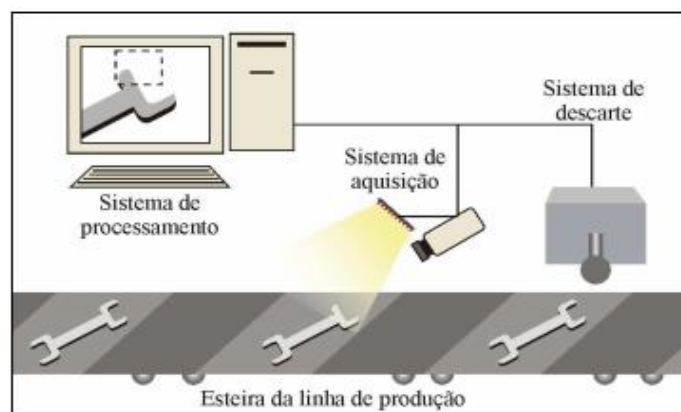 Sistema de
descarte
Sistema de
aquisição
Sistema de
processamento
Esteira da linha de produção